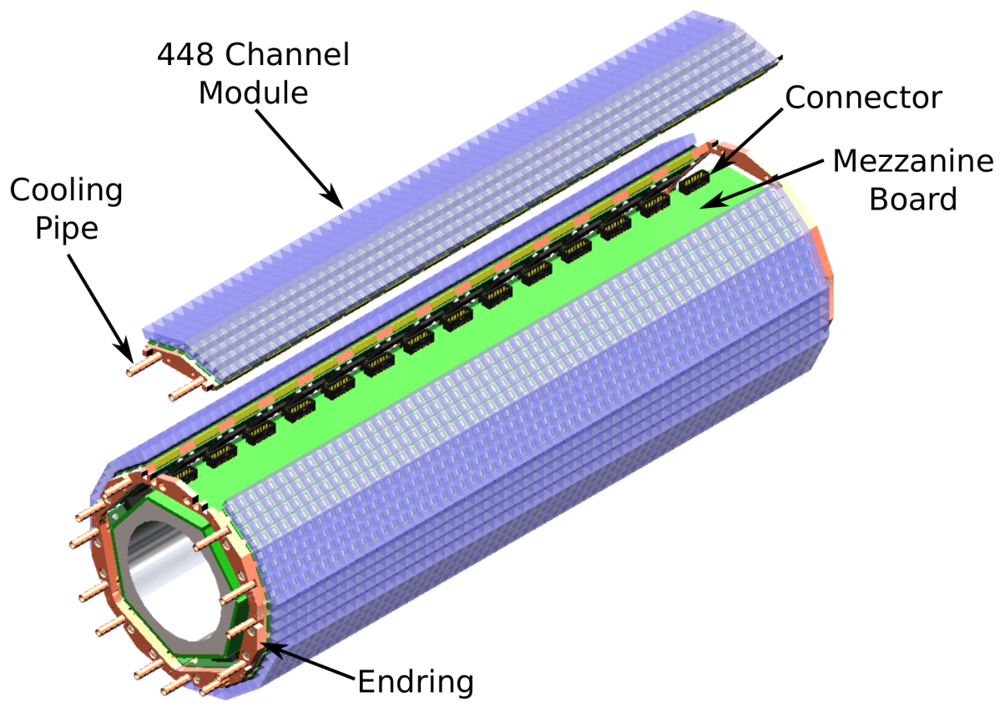 448 Channel
Module
Connector
Mezzanine
Board
Cooling
Pipe
Endring